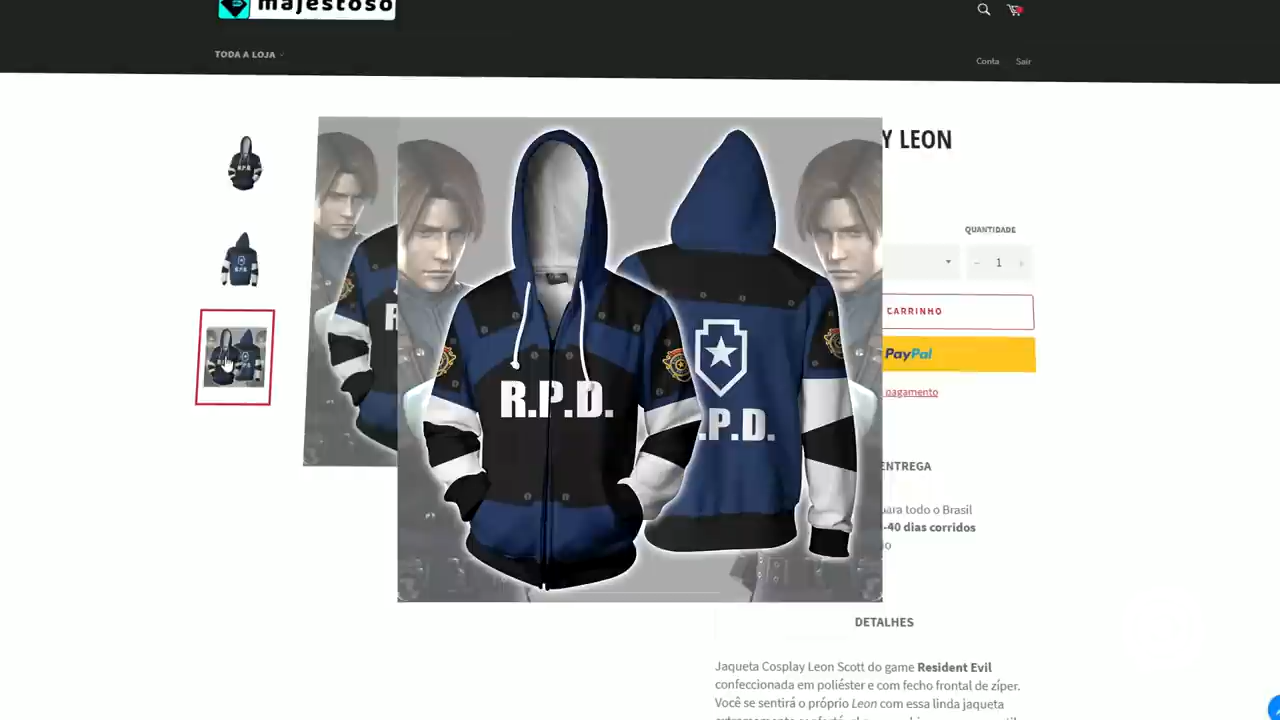 majestoso
TODA A LOJA
Conta
Sair
Y LEON
QUANTIDADE
− 1
CARRINHO
PayPal
pagamento
R.P.D.
.P.D.
R.P.D.
R.P.D.
ENTREGA
para todo o Brasil
-40 dias corridos
DETALHES
Jaqueta Cosplay Leon Scott do game Resident Evil
confeccionada em poliéster e com fecho frontal de zíper.
Você se sentirá o próprio Leon com essa linda jaqueta